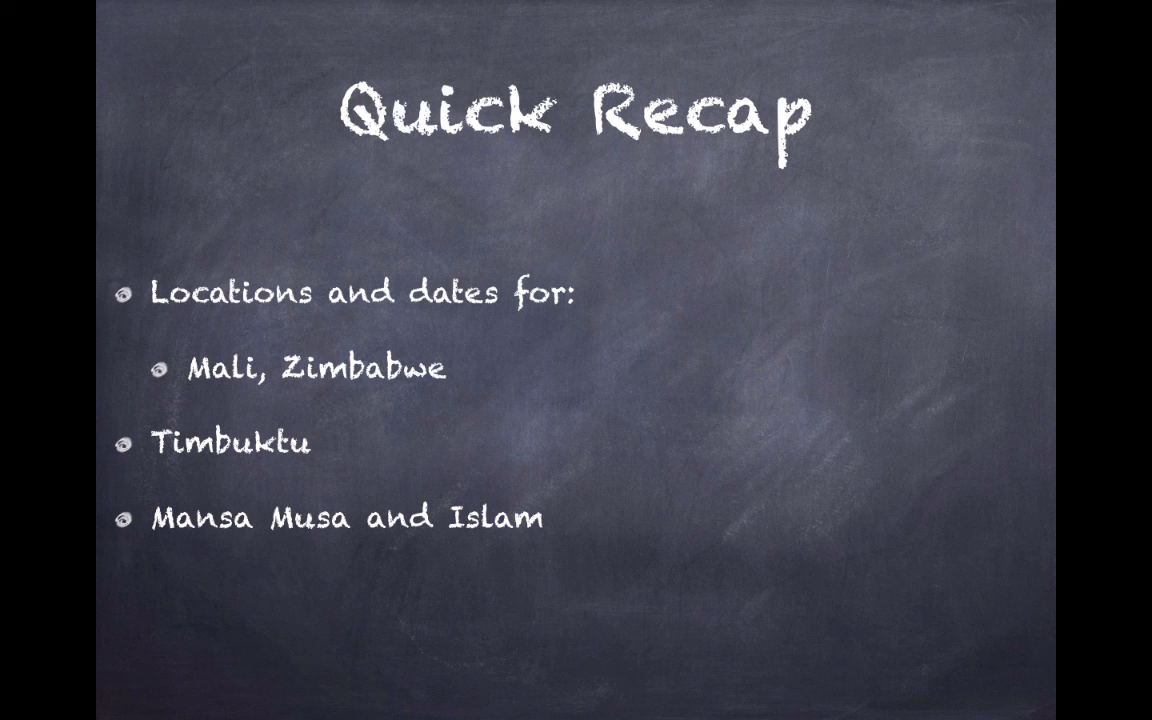 Quick Recap
Locations and dates for:
Mali, Zimbabwe
Timbuktu
Mansa Musa and Islam